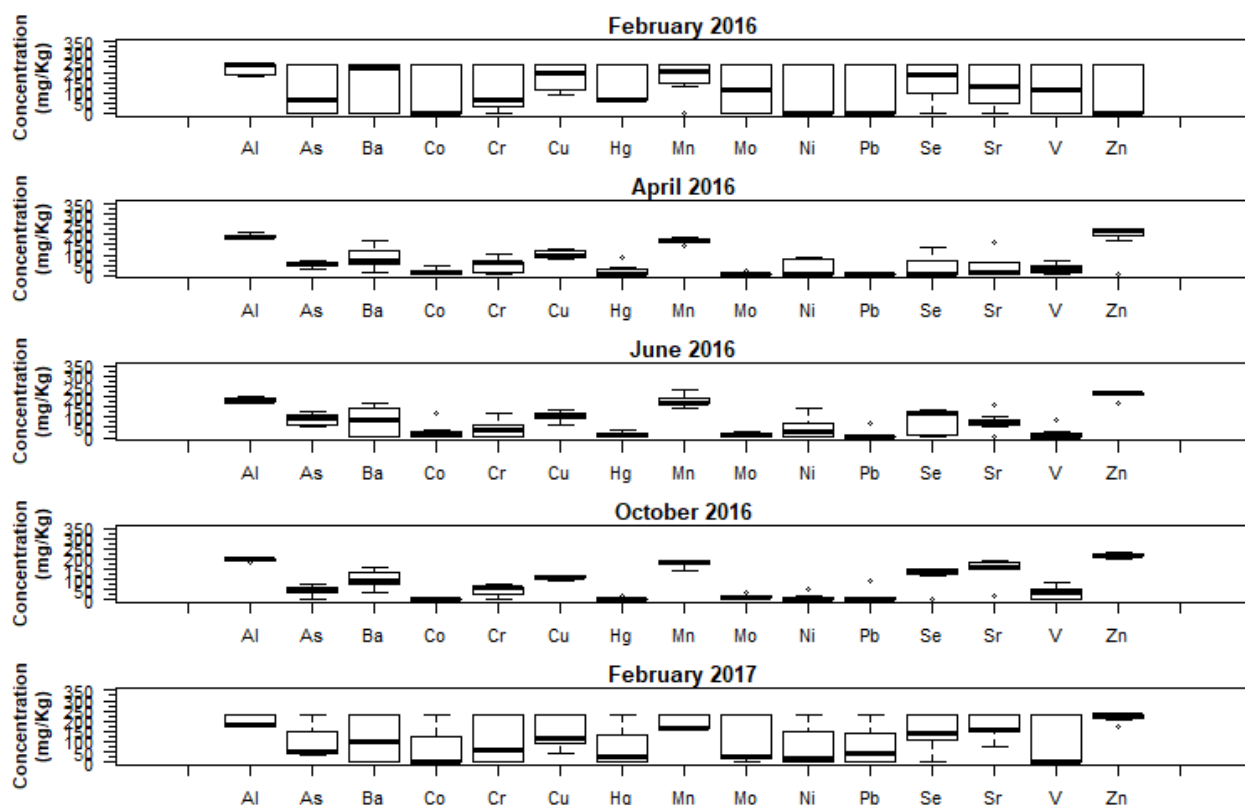 February 2016
Concentration
(mg/Kg)
350
300
250
200
150
100
50
0
Al As Ba Co Cr Cu Hg Mn Mo Ni Pb Se Sr V Zn
April 2016
Concentration
(mg/Kg)
350
300
250
200
150
100
50
0
Al As Ba Co Cr Cu Hg Mn Mo Ni Pb Se Sr V Zn
June 2016
Concentration
(mg/Kg)
350
300
250
200
150
100
50
0
Al As Ba Co Cr Cu Hg Mn Mo Ni Pb Se Sr V Zn
October 2016
Concentration
(mg/Kg)
350
300
250
200
150
100
50
0
Al As Ba Co Cr Cu Hg Mn Mo Ni Pb Se Sr V Zn
February 2017
Concentration
(mg/Kg)
350
300
250
200
150
100
50
0
Al As Ba Co Cr Cu Hg Mn Mo Ni Pb Se Sr V Zn